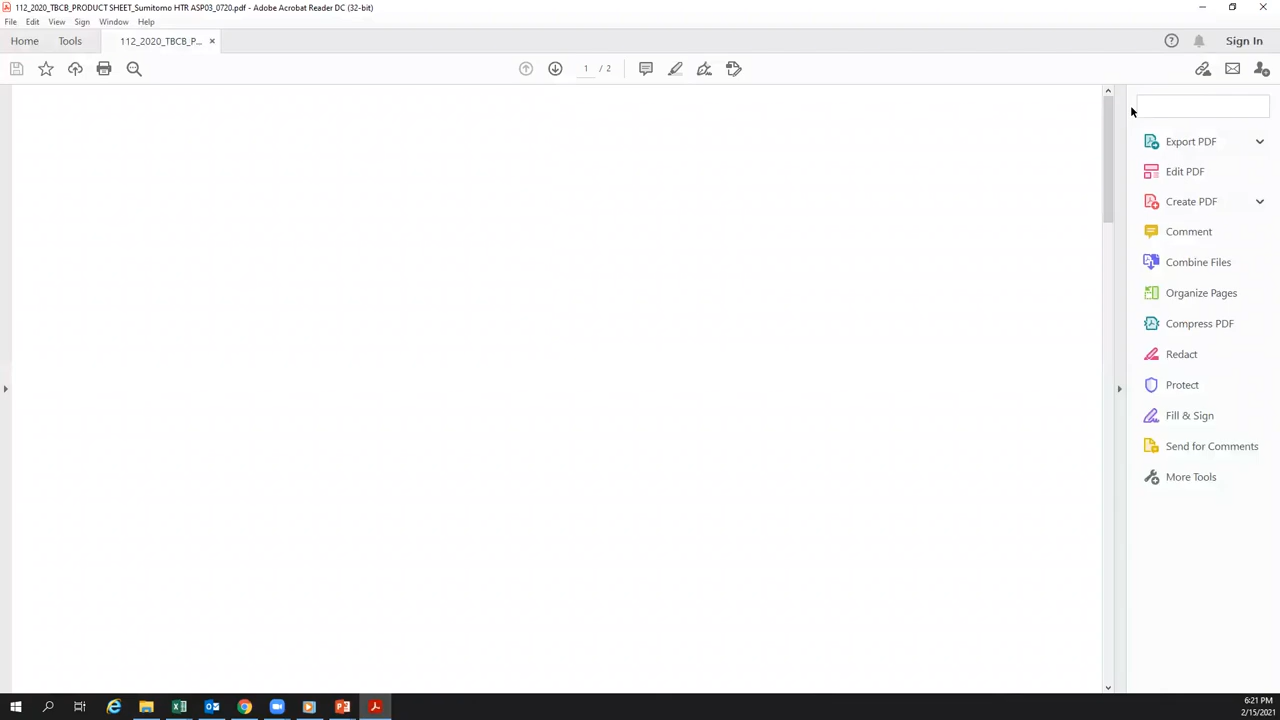 112_2020_TBCB_PRODUCT SHEET_Sumitomo HTR ASP03_0720.pdf - Adobe Acrobat Reader DC (32-bit)
File Edit View Sign Window Help
Home Tools 112_2020_TBCB_P... × Sign In
1 / 2
Export PDF
Edit PDF
Create PDF
Comment
Combine Files
Organize Pages
Compress PDF
Redact
Protect
Fill & Sign
Send for Comments
More Tools
6:21 PM
2/15/2021